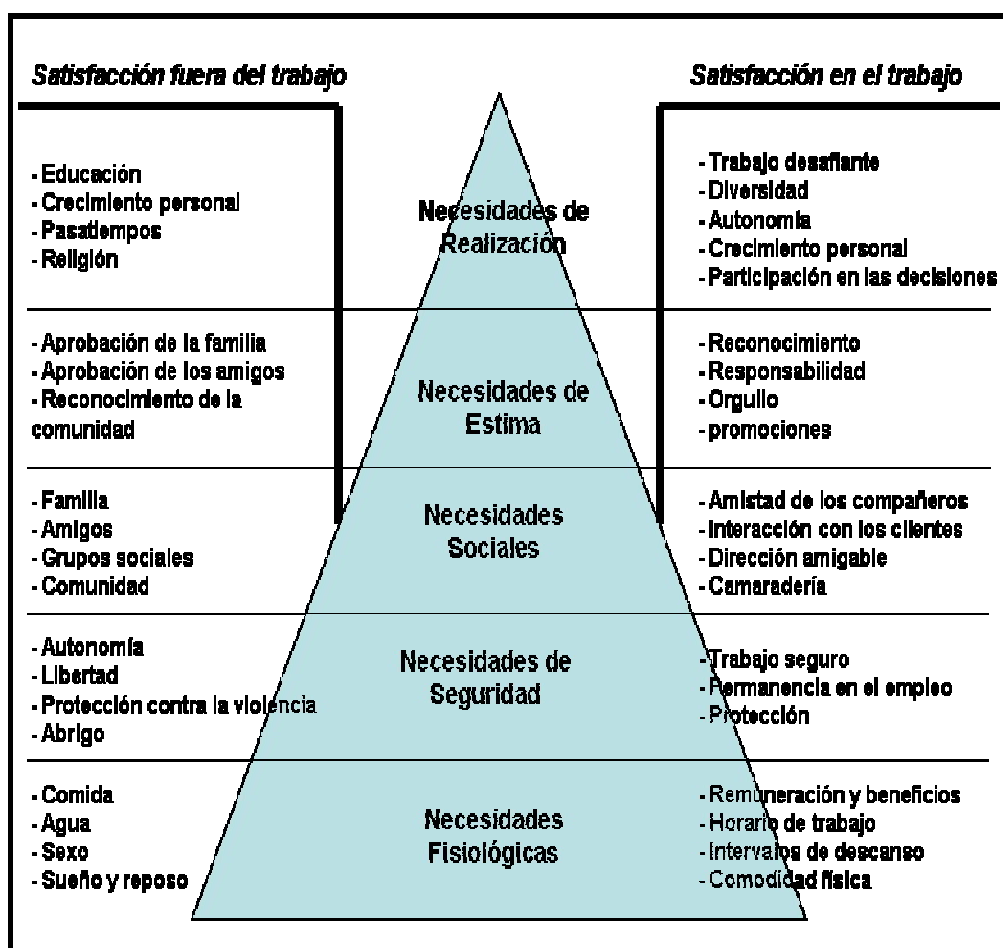 Satisfacción fuera del trabajo
Satisfacción en el trabajo
- Educación
- Crecimiento personal
- Pasatiempos
- Religión
Necesidades de
Realización
- Trabajo desafiante
- Diversidad
- Autonomía
- Crecimiento personal
- Participación en las decisiones
- Aprobación de la familia
- Aprobación de los amigos
- Reconocimiento de la
comunidad
Necesidades de
Estima
- Reconocimiento
- Responsabilidad
- Orgullo
- promociones
- Familia
- Amigos
- Grupos sociales
- Comunidad
Necesidades
Sociales
- Amistad de los compañeros
- Interacción con los clientes
- Dirección amigable
- Camaradería
- Autonomía
- Libertad
- Protección contra la violencia
- Abrigo
Necesidades de
Seguridad
- Trabajo seguro
- Permanencia en el empleo
- Protección
- Comida
- Agua
- Sexo
- Sueño y reposo
Necesidades
Fisiológicas
- Remuneración y beneficios
- Horario de trabajo
- Intervalos de descanso
- Comodidad física